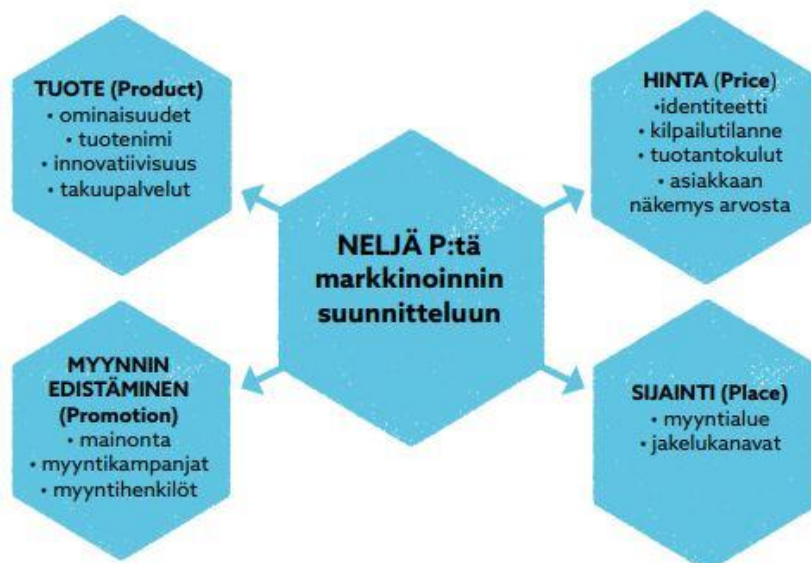 TUOTE (Product)
• ominaisuudet
• tuotenimi
• innovatiivisuus
• takuupalvelut
HINTA (Price)
•identiteetti
• kilpailutilanne
• tuotantokulut
• asiakkaan
näkemys arvosta
NELJÄ P:tä
markkinoinnin
suunnitteluun
MYYNNIN
EDISTÄMINEN
(Promotion)
• mainonta
• myyntikampanjat
• myyntihenkilöt
SIJAINTI (Place)
• myyntialue
• jakelukanavat